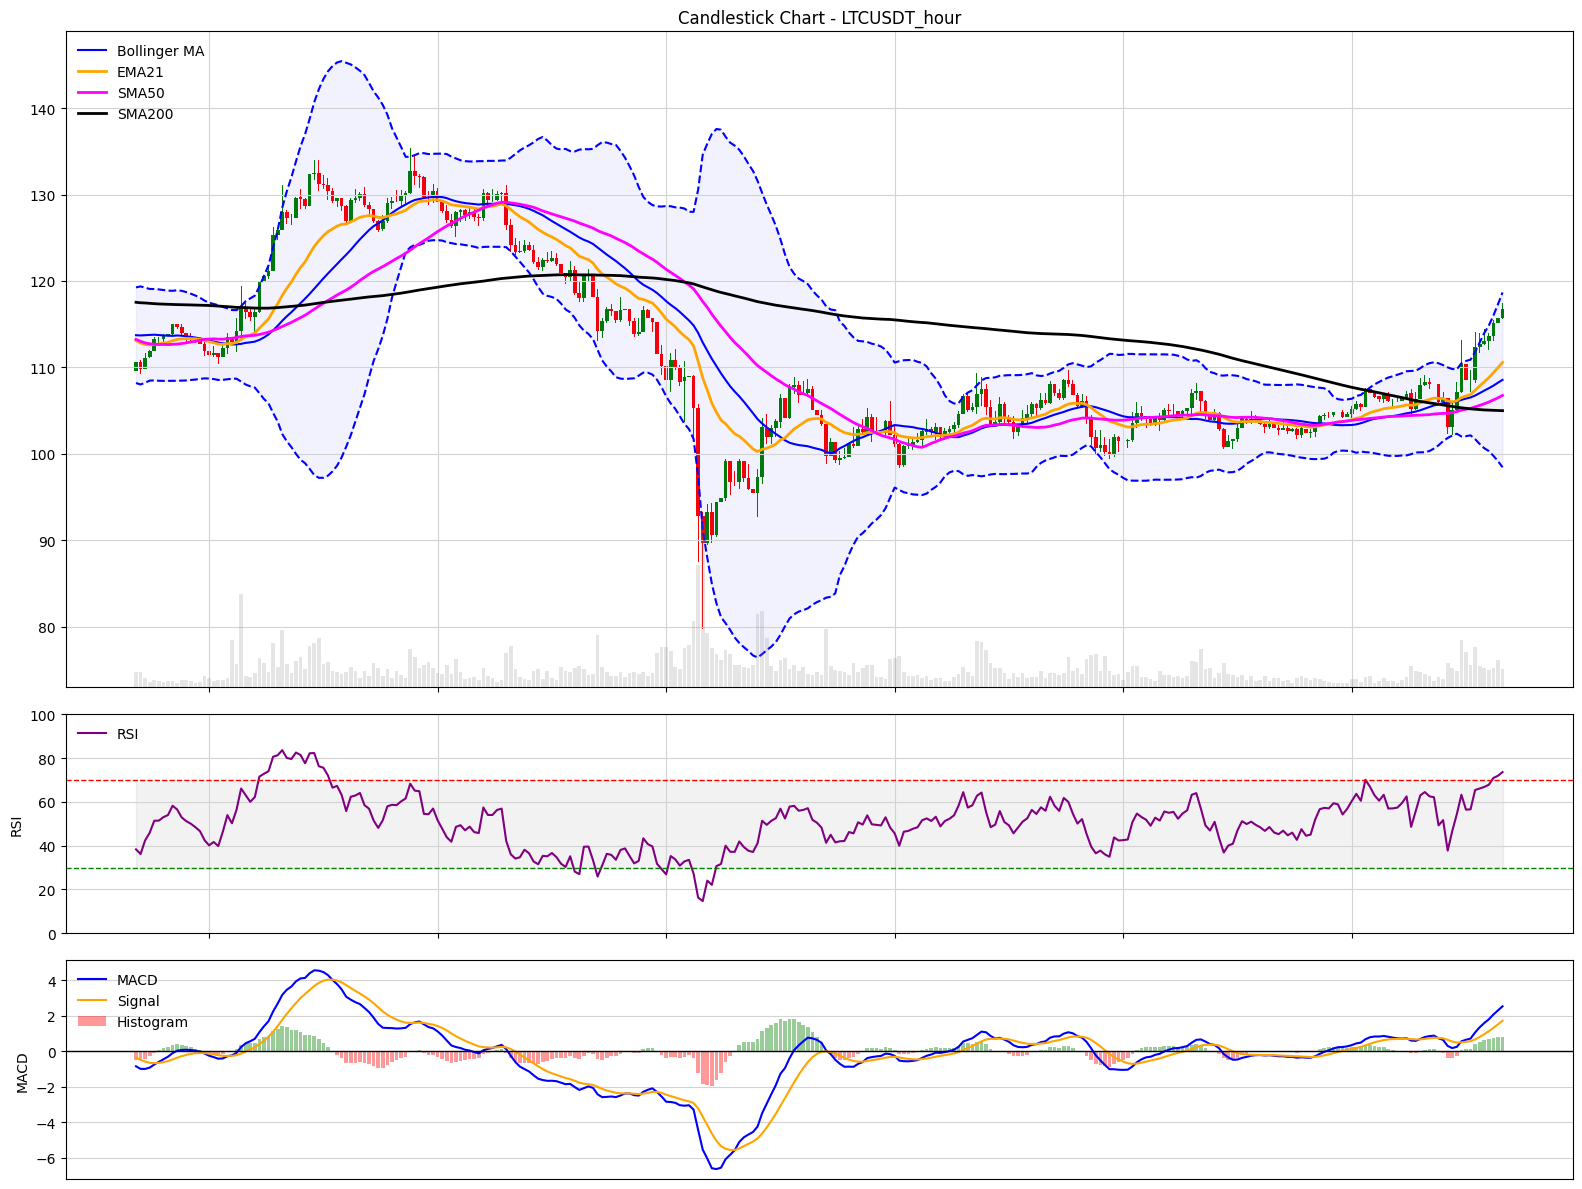 Candlestick Chart - LTCUSDT_hour
Bollinger MA
EMA21
SMA50
SMA200
140
130
120
110
100
90
80
RSI
100
80
60
40
20
0
RSI
MACD
Signal
Histogram
4
2
0
−2
−4
−6
MACD